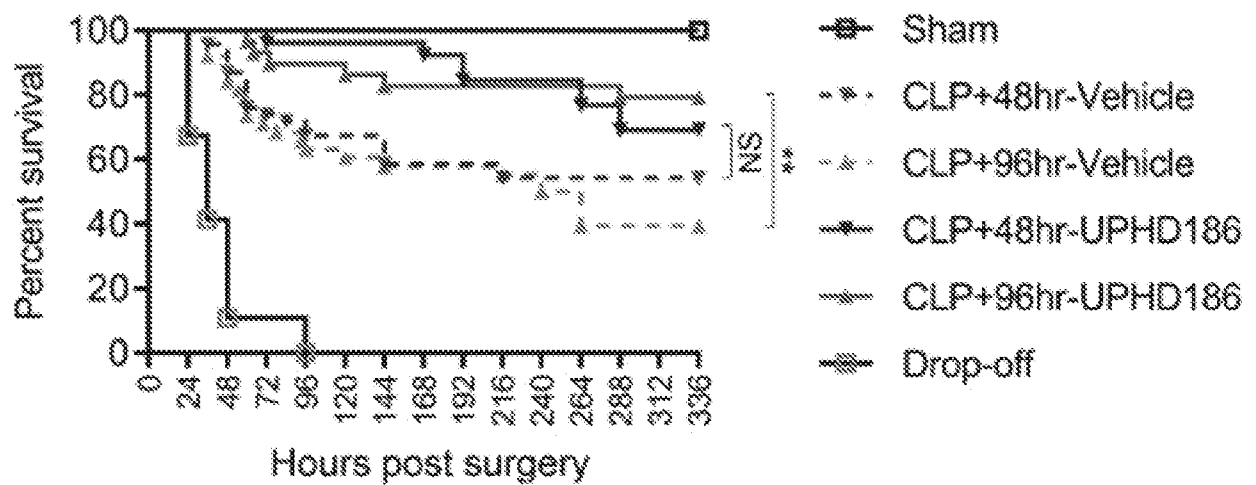 Percent survival
100
80
60
40
20
0
0 24 48 72 96 120 144 168 192 216 240 264 288 312 336
Hours post surgery
NS
**
Sham
CLP+48hr-Vehicle
CLP+96hr-Vehicle
CLP+48hr-UPHD186
CLP+96hr-UPHD186
Drop-off